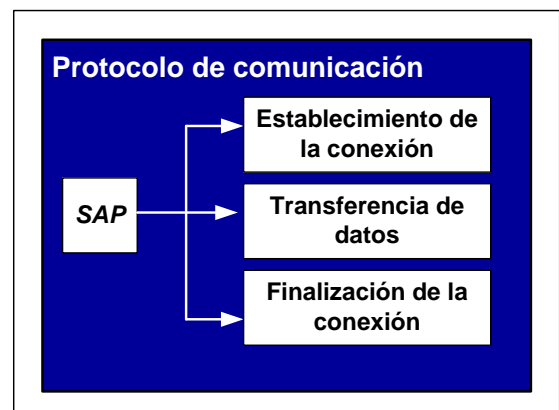 Protocolo de comunicación
Establecimiento de
la conexión
SAP
Transferencia de
datos
Finalización de la
conexión